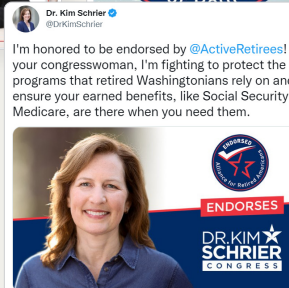 Dr. Kim Schrier
@DrKimSchrier
I'm honored to be endorsed by @ActiveRetirees!
your congresswoman, I'm fighting to protect the
programs that retired Washingtonians rely on and
ensure your earned benefits, like Social Security
Medicare, are there when you need them.
ENDORSED
Alliance for Retired Americans
ENDORSES
DR. KIM
SCHRIER
CONGRESS